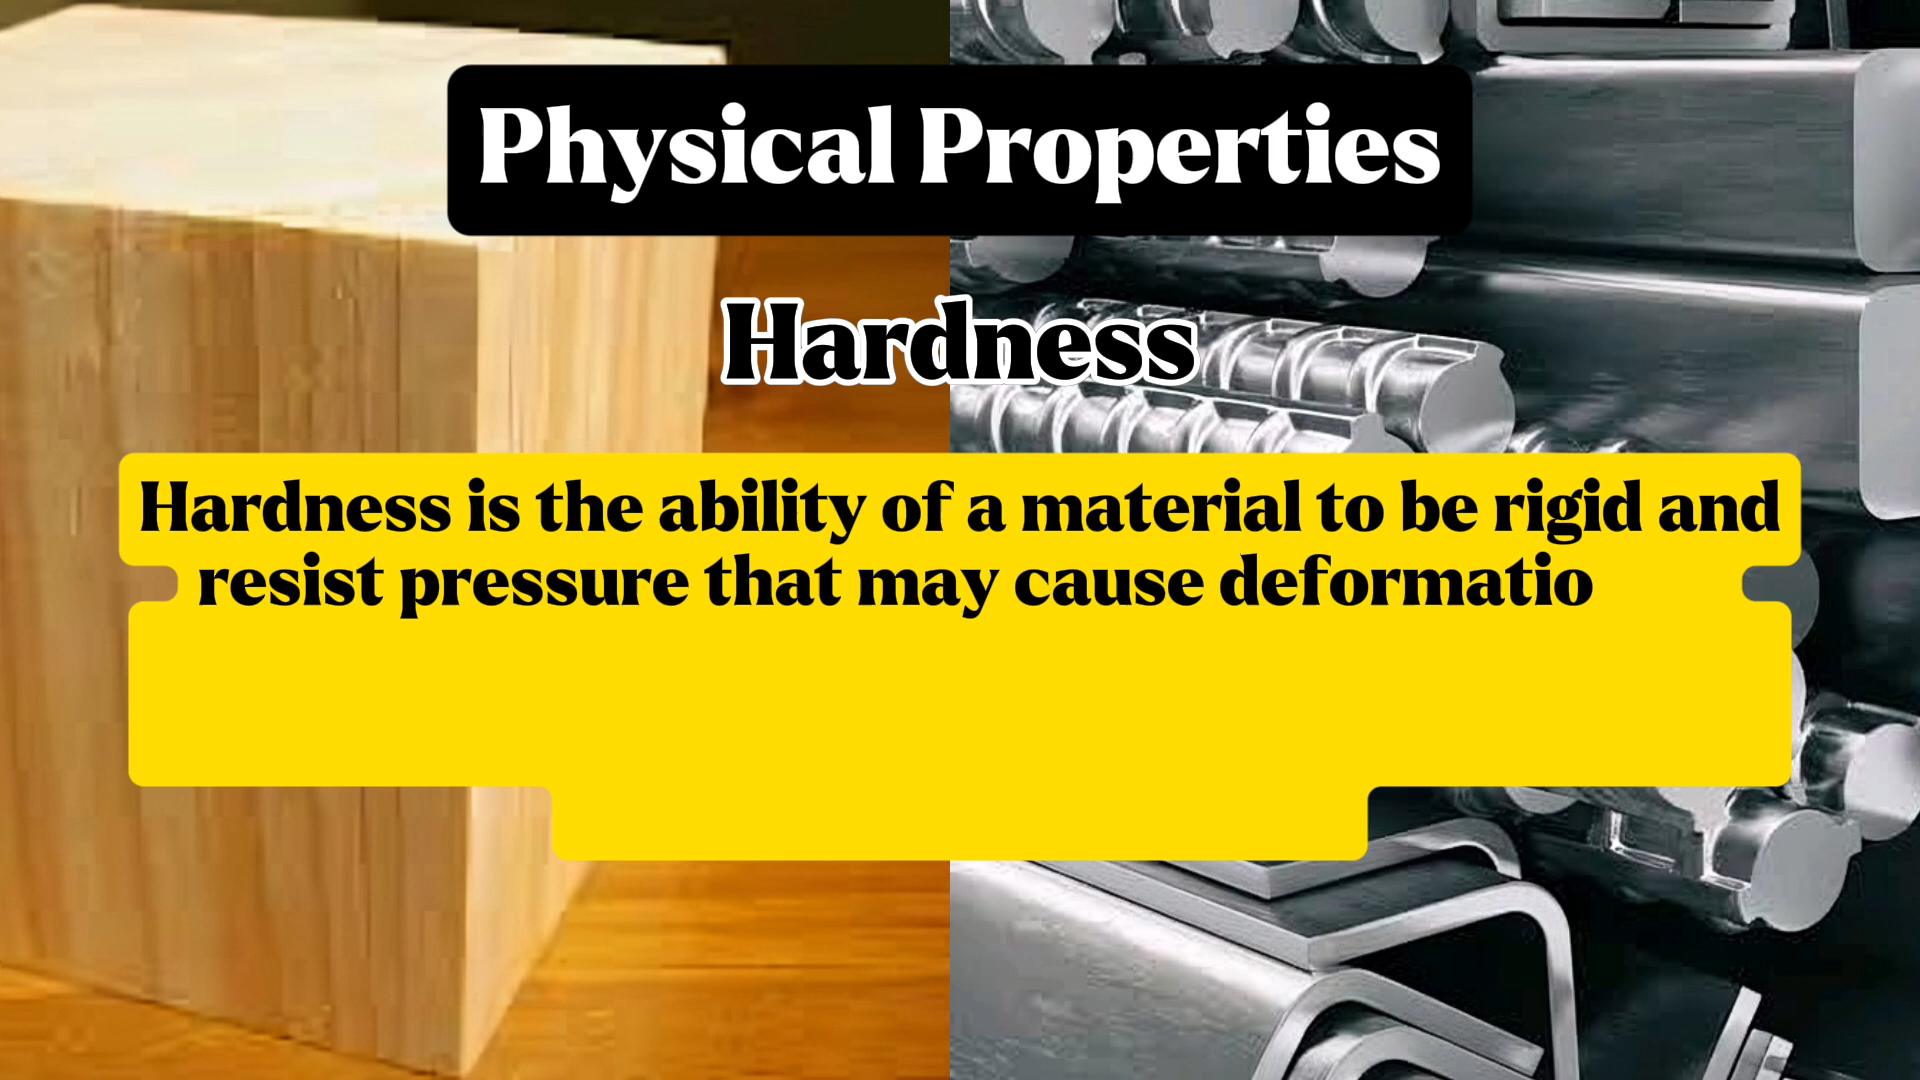 Physical Properties
Hardness
Hardness is the ability of a material to be rigid and
resist pressure that may cause deformatio